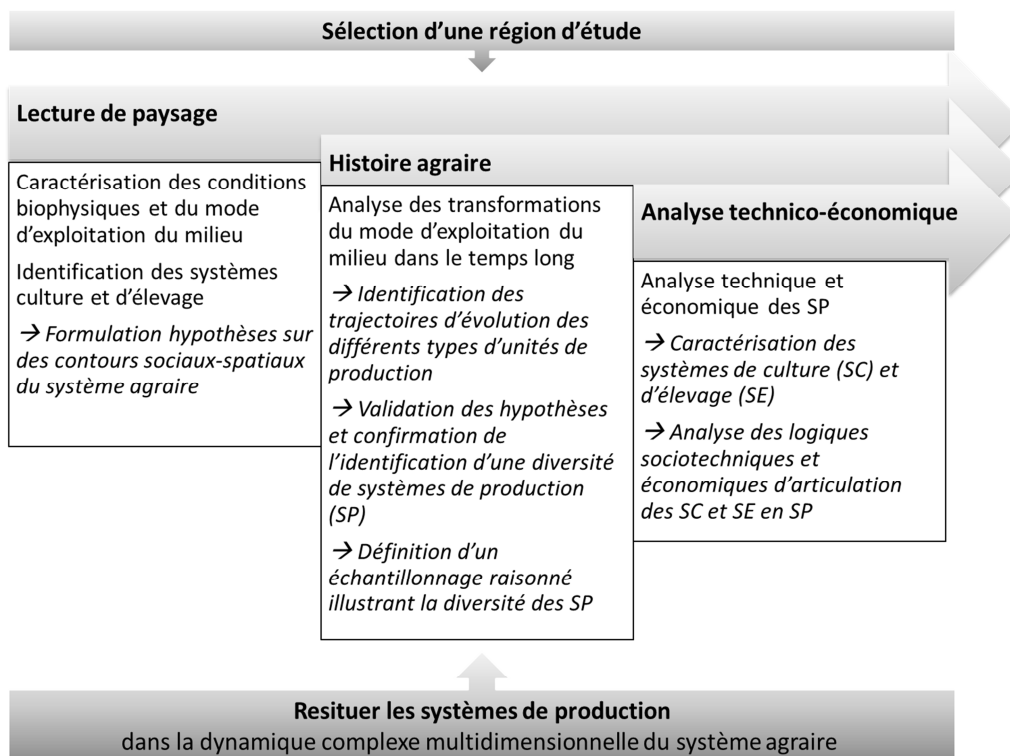 Sélection d'une région d'étude
Lecture de paysage
Caractérisation des conditions
biophysiques et du mode
d'exploitation du milieu
Identification des systèmes
culture et d'élevage
→ Formulation hypothèses sur
des contours sociaux-spatiaux
du système agraire
Histoire agraire
Analyse des transformations
du mode d'exploitation du
milieu dans le temps long
→ Identification des
trajectoires d'évolution des
différents types d'unités de
production
→ Validation des hypothèses
et confirmation de
l'identification d'une diversité
de systèmes de production
(SP)
→ Définition d'un
échantillonnage raisonné
illustrant la diversité des SP
Analyse technico-économique
Analyse technique et
économique des SP
→ Caractérisation des
systèmes de culture (SC) et
d'élevage (SE)
→ Analyse des logiques
sociotechniques et
économiques d'articulation
des SC et SE en SP
Resituer les systèmes de production
dans la dynamique complexe multidimensionnelle du système agraire